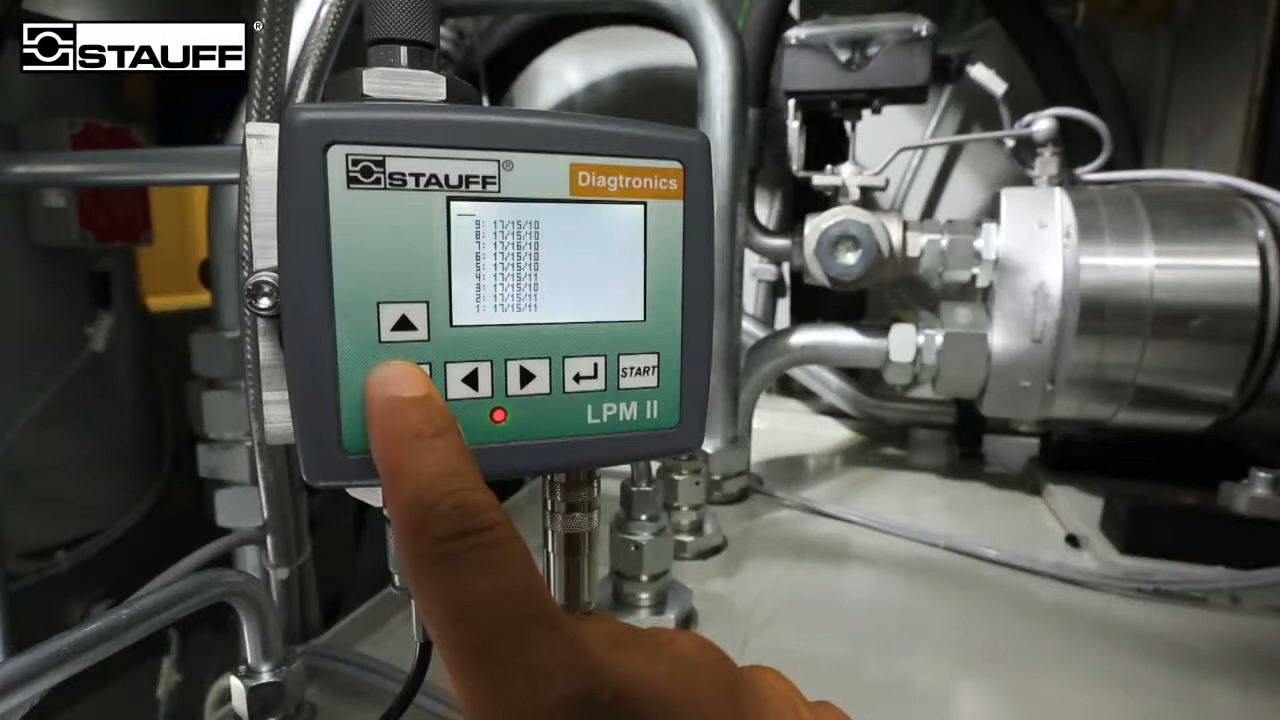 STAUFF®
STAUFF®
Diagtronics
9: 17/15/10
8: 17/15/10
7: 17/16/10
6: 17/15/10
5: 17/15/10
4: 17/15/11
3: 17/15/10
2: 17/15/11
1: 17/15/11
START
LPM II